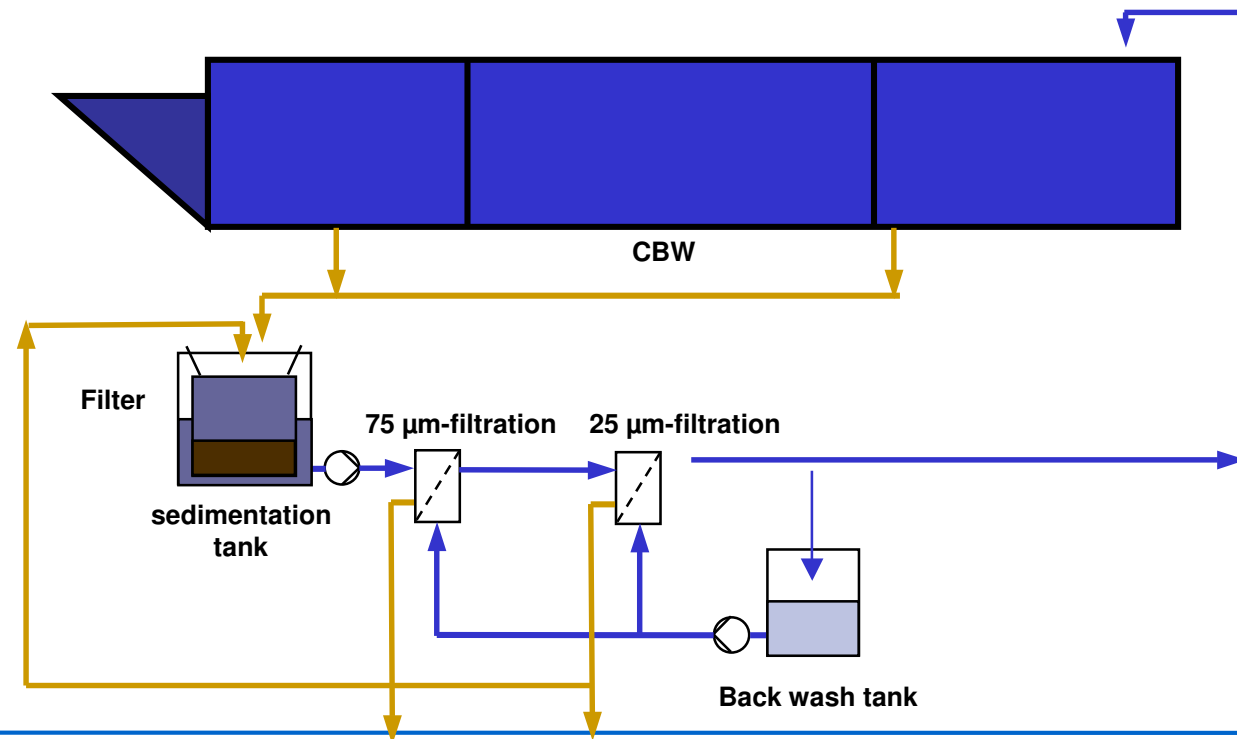 CBW
Filter
75 µm-filtration
25 µm-filtration
sedimentation
tank
Back wash tank